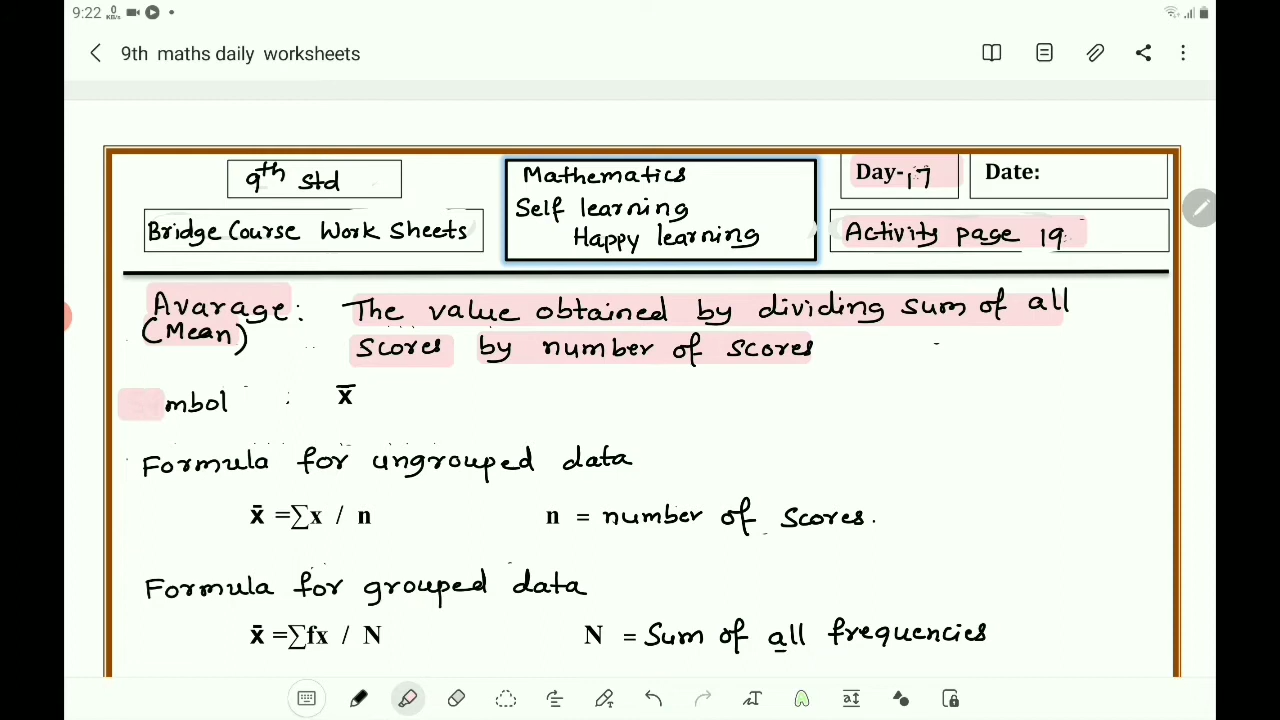 9:22 0 KB/s
9th maths daily worksheets
9th Std
Mathematics
Self learning
Happy learning
Day-17
Date:
Bridge Course Work Sheets
Activity page 19
Avarage: The value obtained by dividing sum of all
(Mean) scores by number of scores
mbol : x̄
Formula for ungrouped data
x̄ =∑x / n n = number of scores.
Formula for grouped data
x̄ =∑fx / N N = Sum of all frequencies